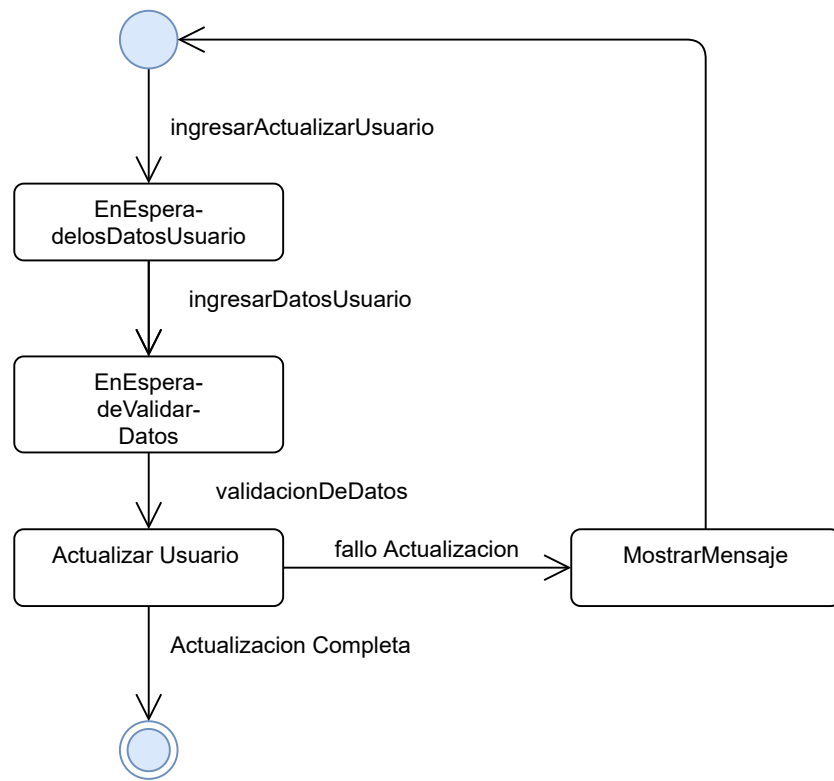 ingresarActualizarUsuario
EnEspera-
delosDatosUsuario
ingresarDatosUsuario
EnEspera-
deValidar-
Datos
validacionDeDatos
Actualizar Usuario
fallo Actualizacion
MostrarMensaje
Actualizacion Completa